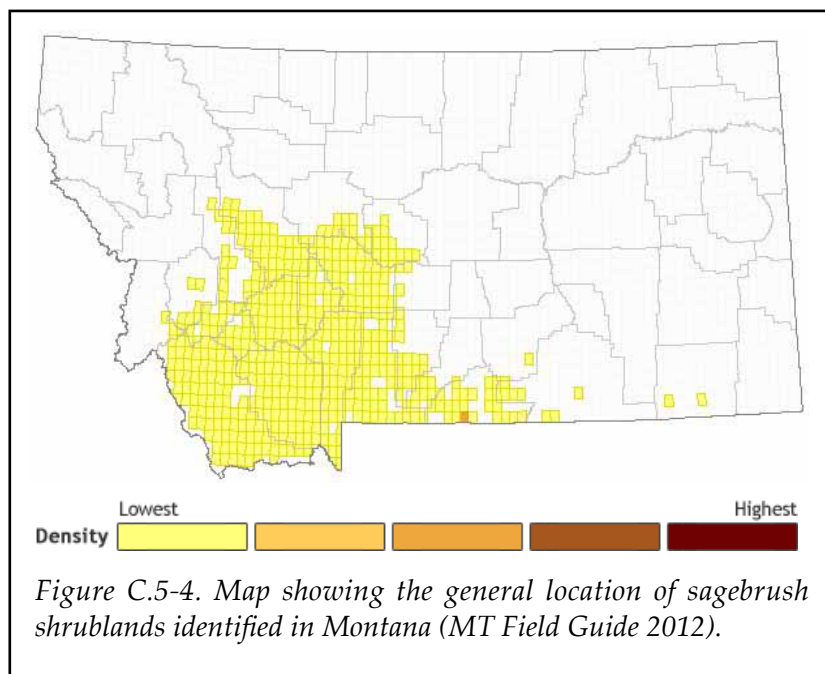 Lowest Highest
Density
Figure C.5-4. Map showing the general location of sagebrush
shrublands identified in Montana (MT Field Guide 2012).